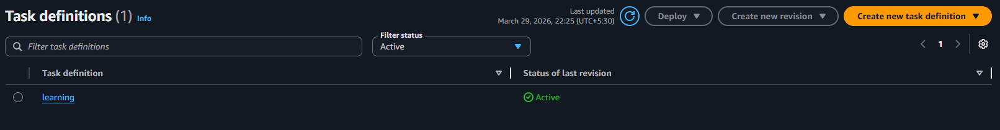 Task definitions (1) Info
Last updated
March 29, 2026, 22:25 (UTC+5:30)
Deploy
Create new revision
Create new task definition
Filter task definitions
Filter status
Active
1
Task definition
Status of last revision
learning
Active